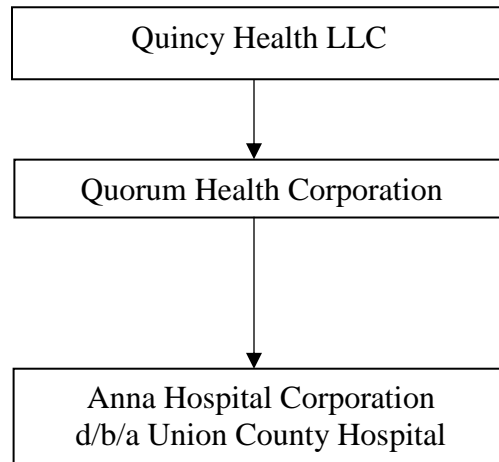 Quincy Health LLC
Quorum Health Corporation
Anna Hospital Corporation
d/b/a Union County Hospital